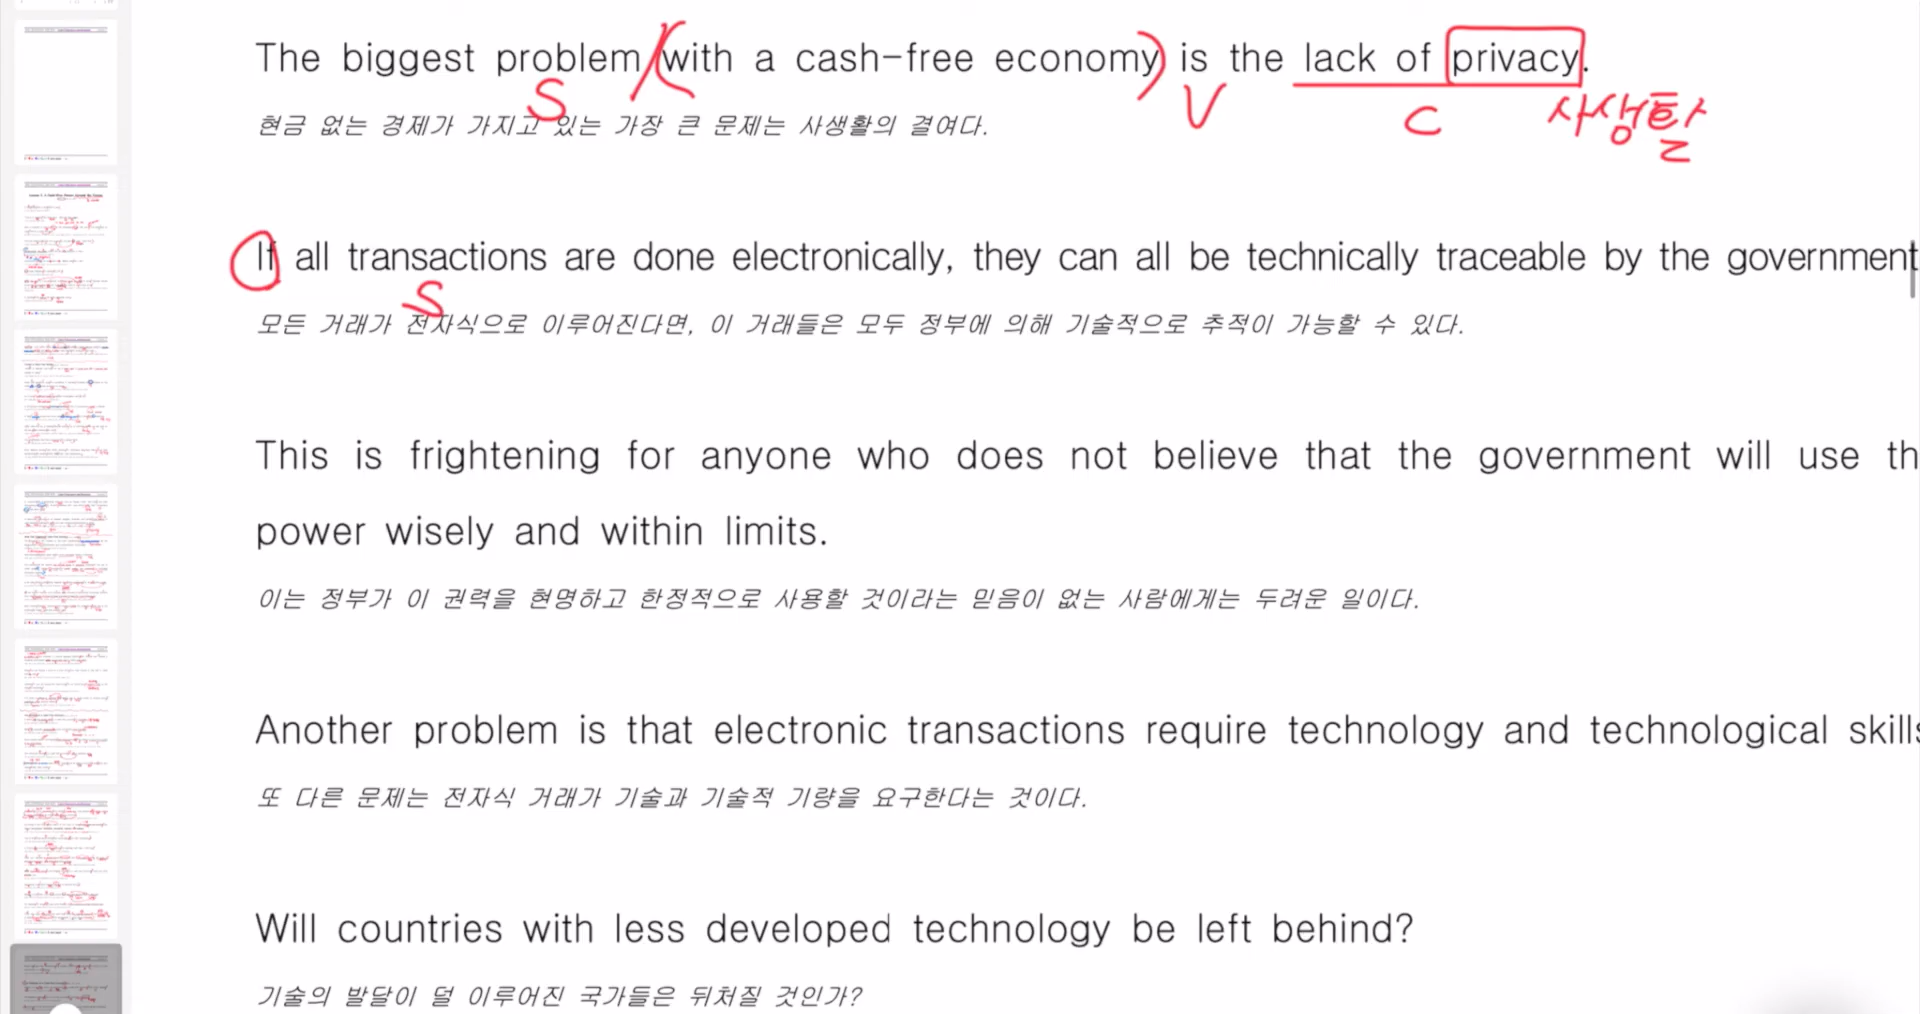 The biggest problem (with a cash-free economy) is the lack of privacy.
S V C 사생활
현금 없는 경제가 가지고 있는 가장 큰 문제는 사생활의 결여다.
If all transactions are done electronically, they can all be technically traceable by the government
S
모든 거래가 전자식으로 이루어진다면, 이 거래들은 모두 정부에 의해 기술적으로 추적이 가능할 수 있다.
This is frightening for anyone who does not believe that the government will use th
power wisely and within limits.
이는 정부가 이 권력을 현명하고 한정적으로 사용할 것이라는 믿음이 없는 사람에게는 두려운 일이다.
Another problem is that electronic transactions require technology and technological skills
또 다른 문제는 전자식 거래가 기술과 기술적 기량을 요구한다는 것이다.
Will countries with less developed technology be left behind?
기술의 발달이 덜 이루어진 국가들은 뒤처질 것인가?